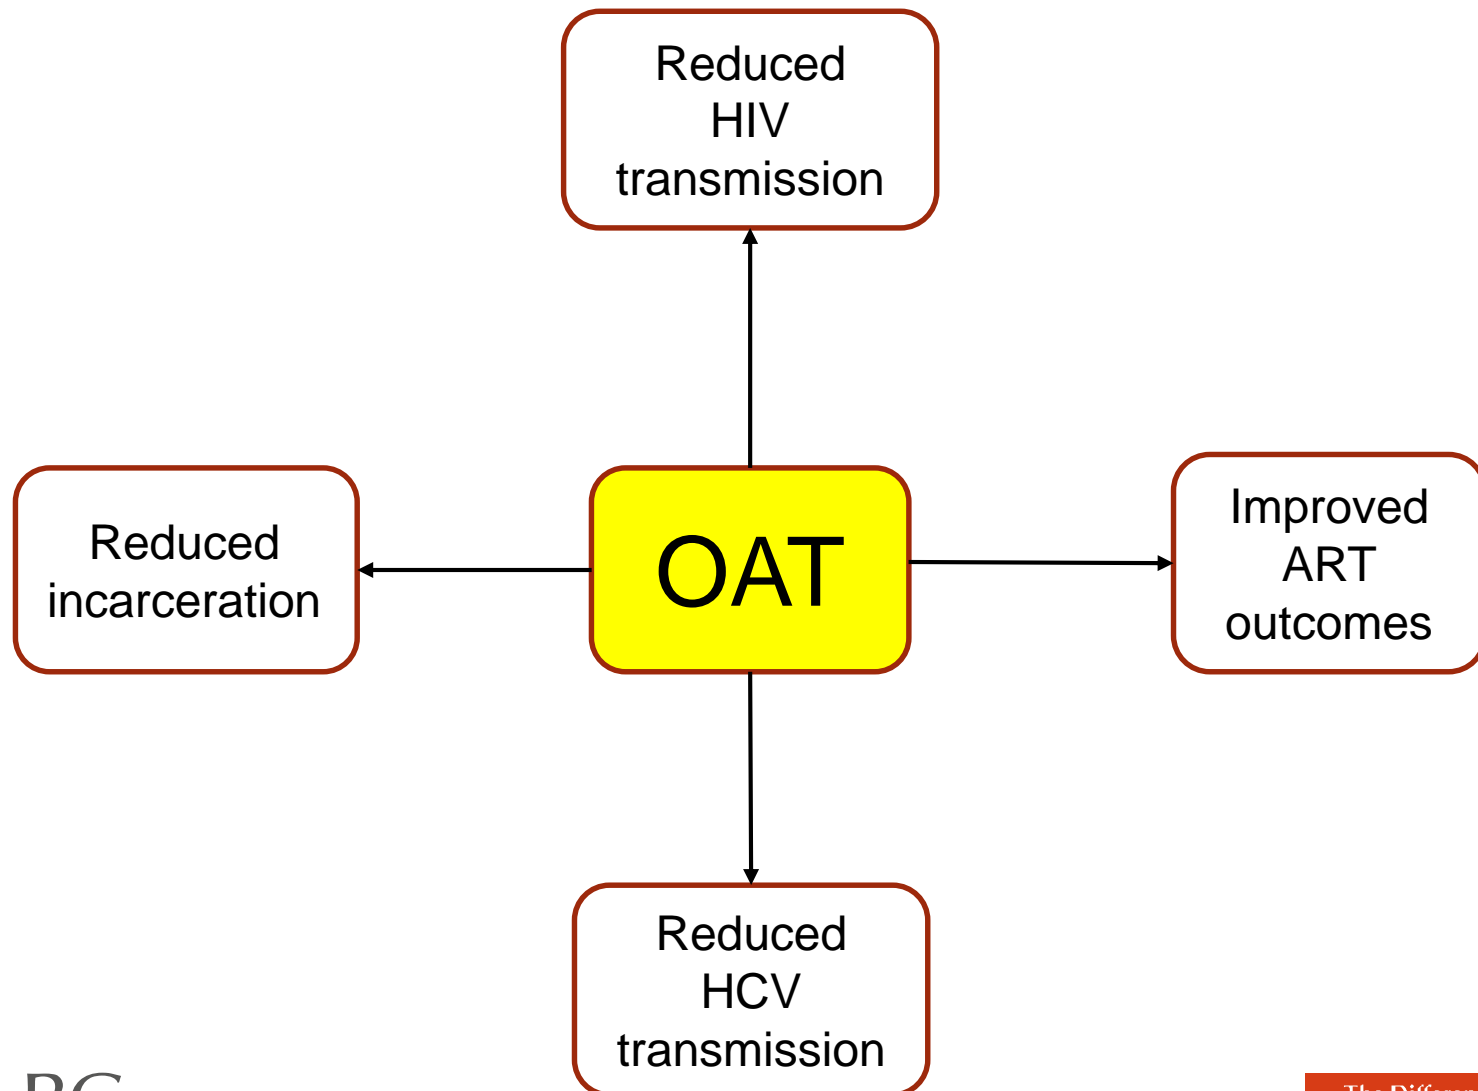 Reduced
HIV
transmission
Reduced
incarceration
OAT
Improved
ART
outcomes
Reduced
HCV
transmission